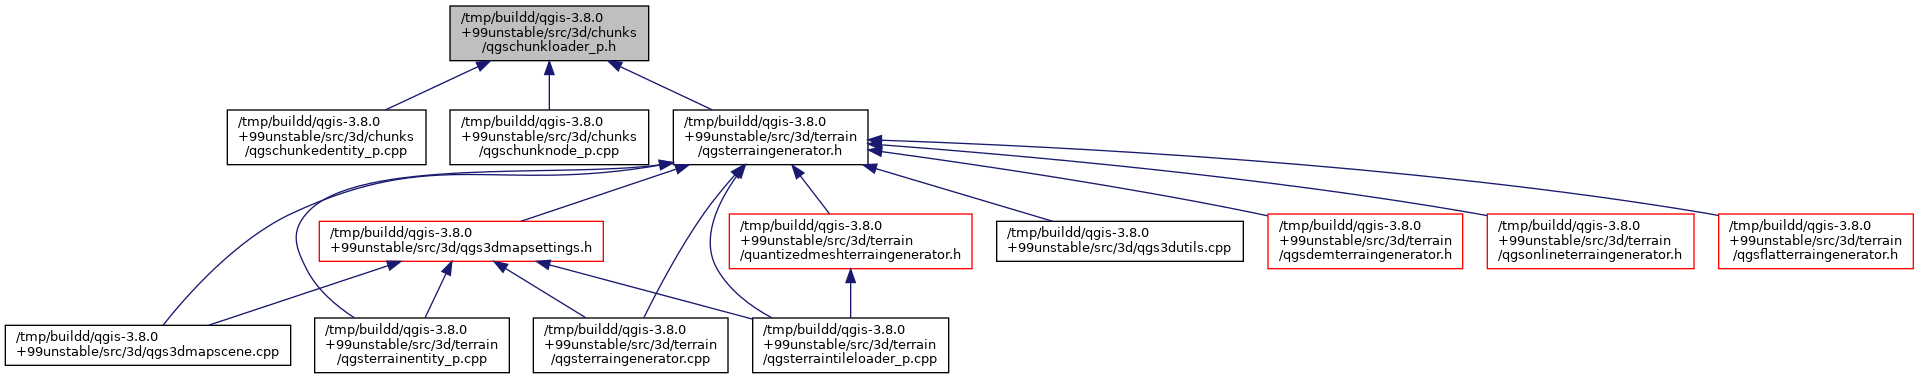 /tmp/buildd/qgis-3.8.0
+99unstable/src/3d/chunks
/qgschunkloader_p.h
/tmp/buildd/qgis-3.8.0
+99unstable/src/3d/chunks
/qgschunkedentity_p.cpp
/tmp/buildd/qgis-3.8.0
+99unstable/src/3d/chunks
/qgschunknode_p.cpp
/tmp/buildd/qgis-3.8.0
+99unstable/src/3d/terrain
/qgsterraingenerator.h
/tmp/buildd/qgis-3.8.0
+99unstable/src/3d/qgs3dmapsettings.h
/tmp/buildd/qgis-3.8.0
+99unstable/src/3d/terrain
/quantizedmeshterraingenerator.h
/tmp/buildd/qgis-3.8.0
+99unstable/src/3d/qgs3dutils.cpp
/tmp/buildd/qgis-3.8.0
+99unstable/src/3d/terrain
/qgsdemterraingenerator.h
/tmp/buildd/qgis-3.8.0
+99unstable/src/3d/terrain
/qgsonlineterraingenerator.h
/tmp/buildd/qgis-3.8.0
+99unstable/src/3d/terrain
/qgsflatterraingenerator.h
/tmp/buildd/qgis-3.8.0
+99unstable/src/3d/qgs3dmapscene.cpp
/tmp/buildd/qgis-3.8.0
+99unstable/src/3d/terrain
/qgsterrainentity_p.cpp
/tmp/buildd/qgis-3.8.0
+99unstable/src/3d/terrain
/qgsterraingenerator.cpp
/tmp/buildd/qgis-3.8.0
+99unstable/src/3d/terrain
/qgsterraintileloader_p.cpp